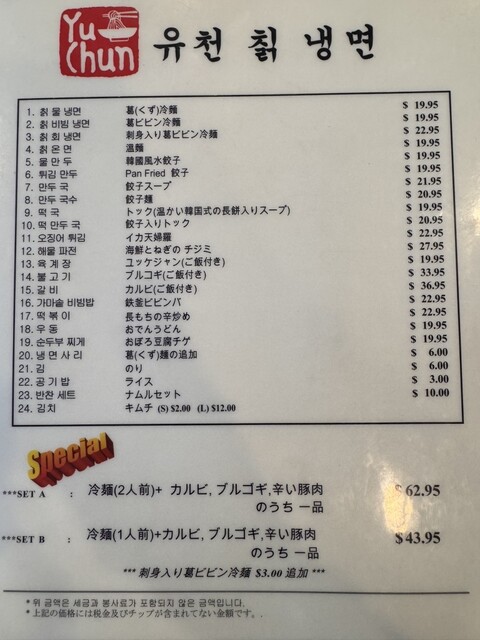 Yu Chun 유천 칡 냉면
1. 칡 물 냉면 葛(くず)冷麺 $ 19.95
2. 칡 비빔 냉면 葛ビビン冷麺 $ 19.95
3. 칡 회 냉면 刺身入り葛ビビン冷麺 $ 22.95
4. 칡 온 면 温麺 $ 19.95
5. 물 만 두 韓國風水餃子 $ 19.95
6. 튀김 만두 Pan Fried 餃子 $ 19.95
7. 만두 국 餃子スープ $ 21.95
8. 만두 국수 餃子麵 $ 20.95
9. 떡 국 トック(温かい韓国式の長餅入りスープ) $ 19.95
10. 떡 만두 국 餃子入りトック $ 20.95
11. 오징어 튀김 イカ天婦羅 $ 22.95
12. 해물 파전 海鮮とねぎの チジミ $ 27.95
13. 육 계 장 ユッケジャン(ご飯付き) $ 19.95
14. 불 고 기 ブルコギ(ご飯付き) $ 33.95
15. 갈 비 カルビ(ご飯付き) $ 36.95
16. 가마솥 비빔밥 鉄釜ビビンバ $ 22.95
17. 떡 볶 이 長もちの辛炒め $ 22.95
18. 우 동 おでんうどん $ 19.95
19. 순두부 찌게 おぼろ豆腐チゲ $ 19.95
20. 냉 면 사 리 葛(くず)麺の追加 $ 6.00
21. 김 のり $ 6.00
22. 공 기 밥 ライス $ 3.00
23. 반찬 세트 ナムルセット $ 10.00
24. 김치 キムチ (S) $2.00 (L) $12.00
Special
***SET A : 冷麺(2人前)+ カルビ, ブルゴギ,辛い豚肉 $62.95
のうち 一品
***SET B : 冷麺(1人前)+カルビ, ブルゴギ,辛い豚肉 $43.95
のうち 一品
*** 刺身入り葛ビビン冷麺 $3.00 追加 ***
* 위 금액은 세금과 봉사료가 포함되지 않은 금액입니다.
* 上記の価格には税金及びチップが含まれてない金額です。.